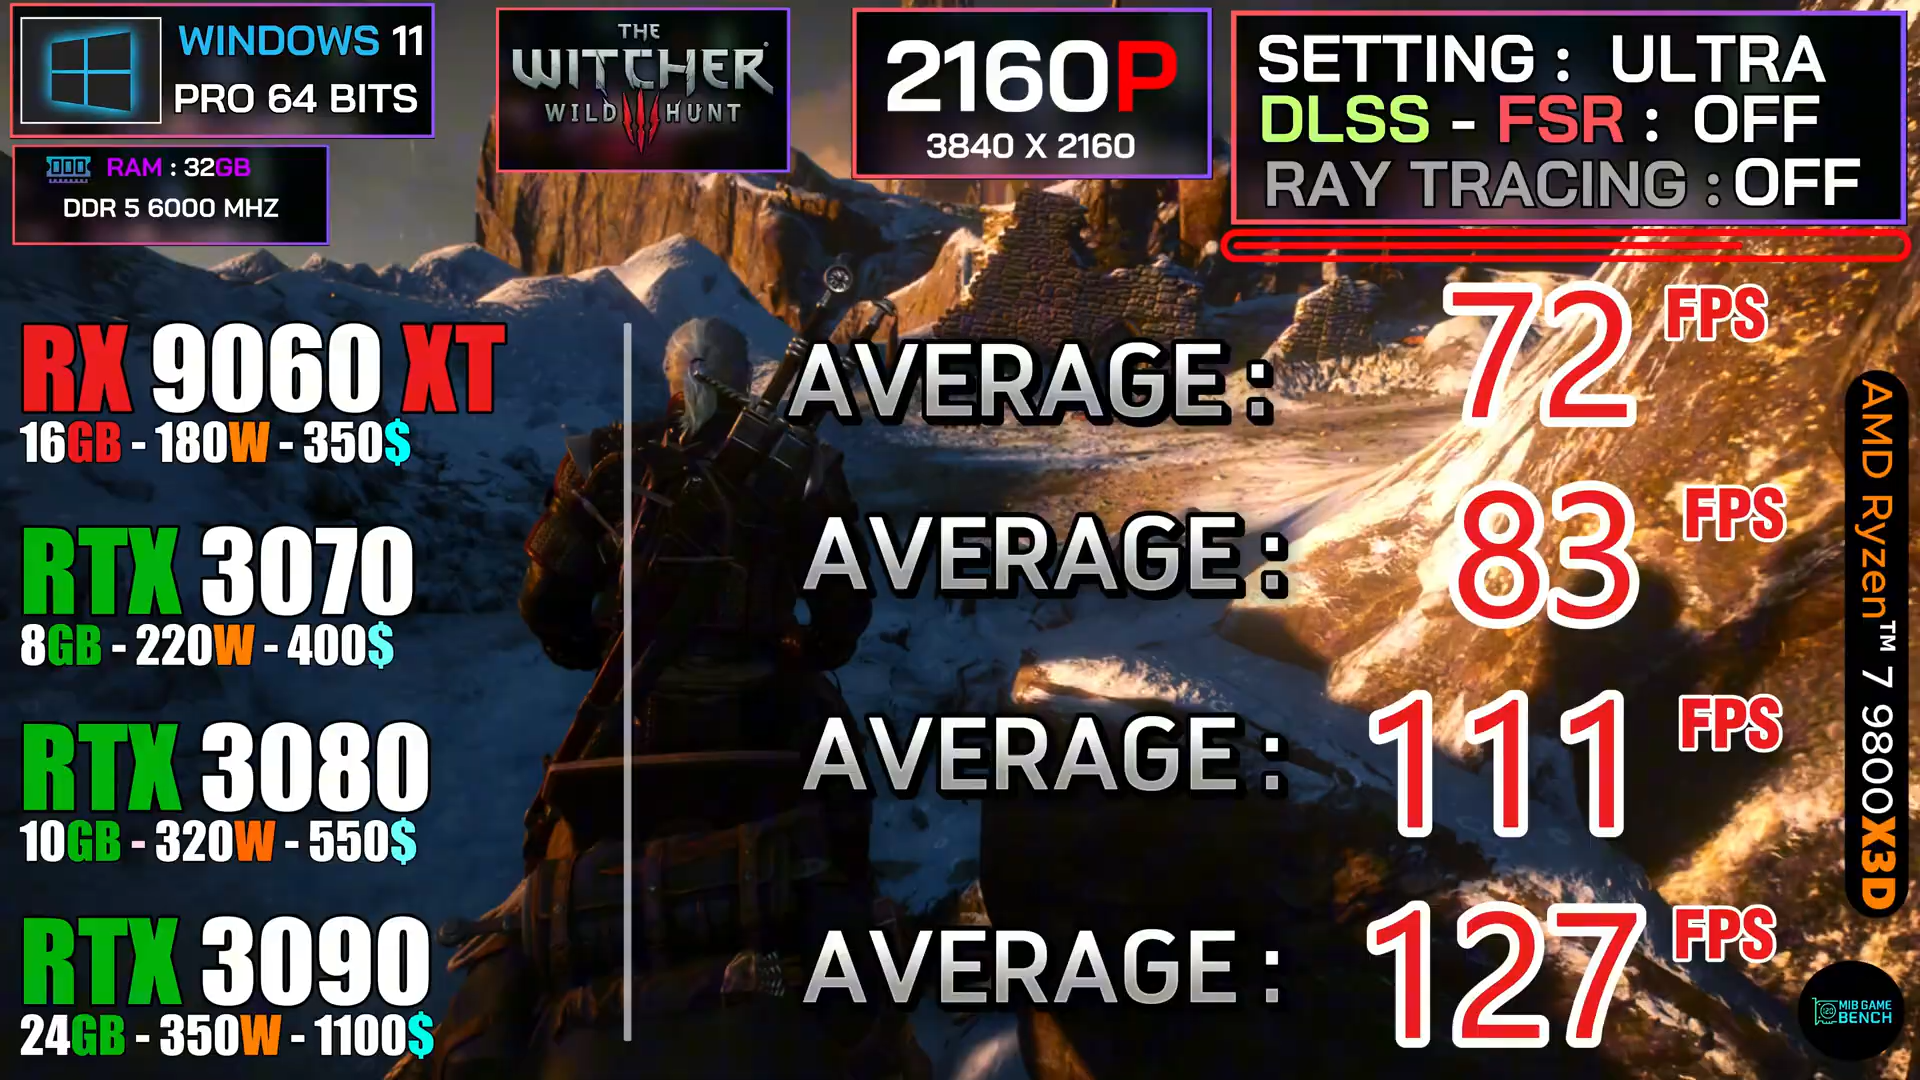 WINDOWS 11
PRO 64 BITS
RAM : 32GB
DDR 5 6000 MHZ
THE
WITCHER
WILD HUNT
2160P
3840 X 2160
SETTING : ULTRA
DLSS - FSR : OFF
RAY TRACING : OFF
RX 9060 XT
16GB - 180W - 350$
AVERAGE : 72 FPS
RTX 3070
8GB - 220W - 400$
AVERAGE : 83 FPS
RTX 3080
10GB - 320W - 550$
AVERAGE : 111 FPS
RTX 3090
24GB - 350W - 1100$
AVERAGE : 127 FPS
AMD Ryzen™ 7 9800X3D
MIB GAME
BENCH